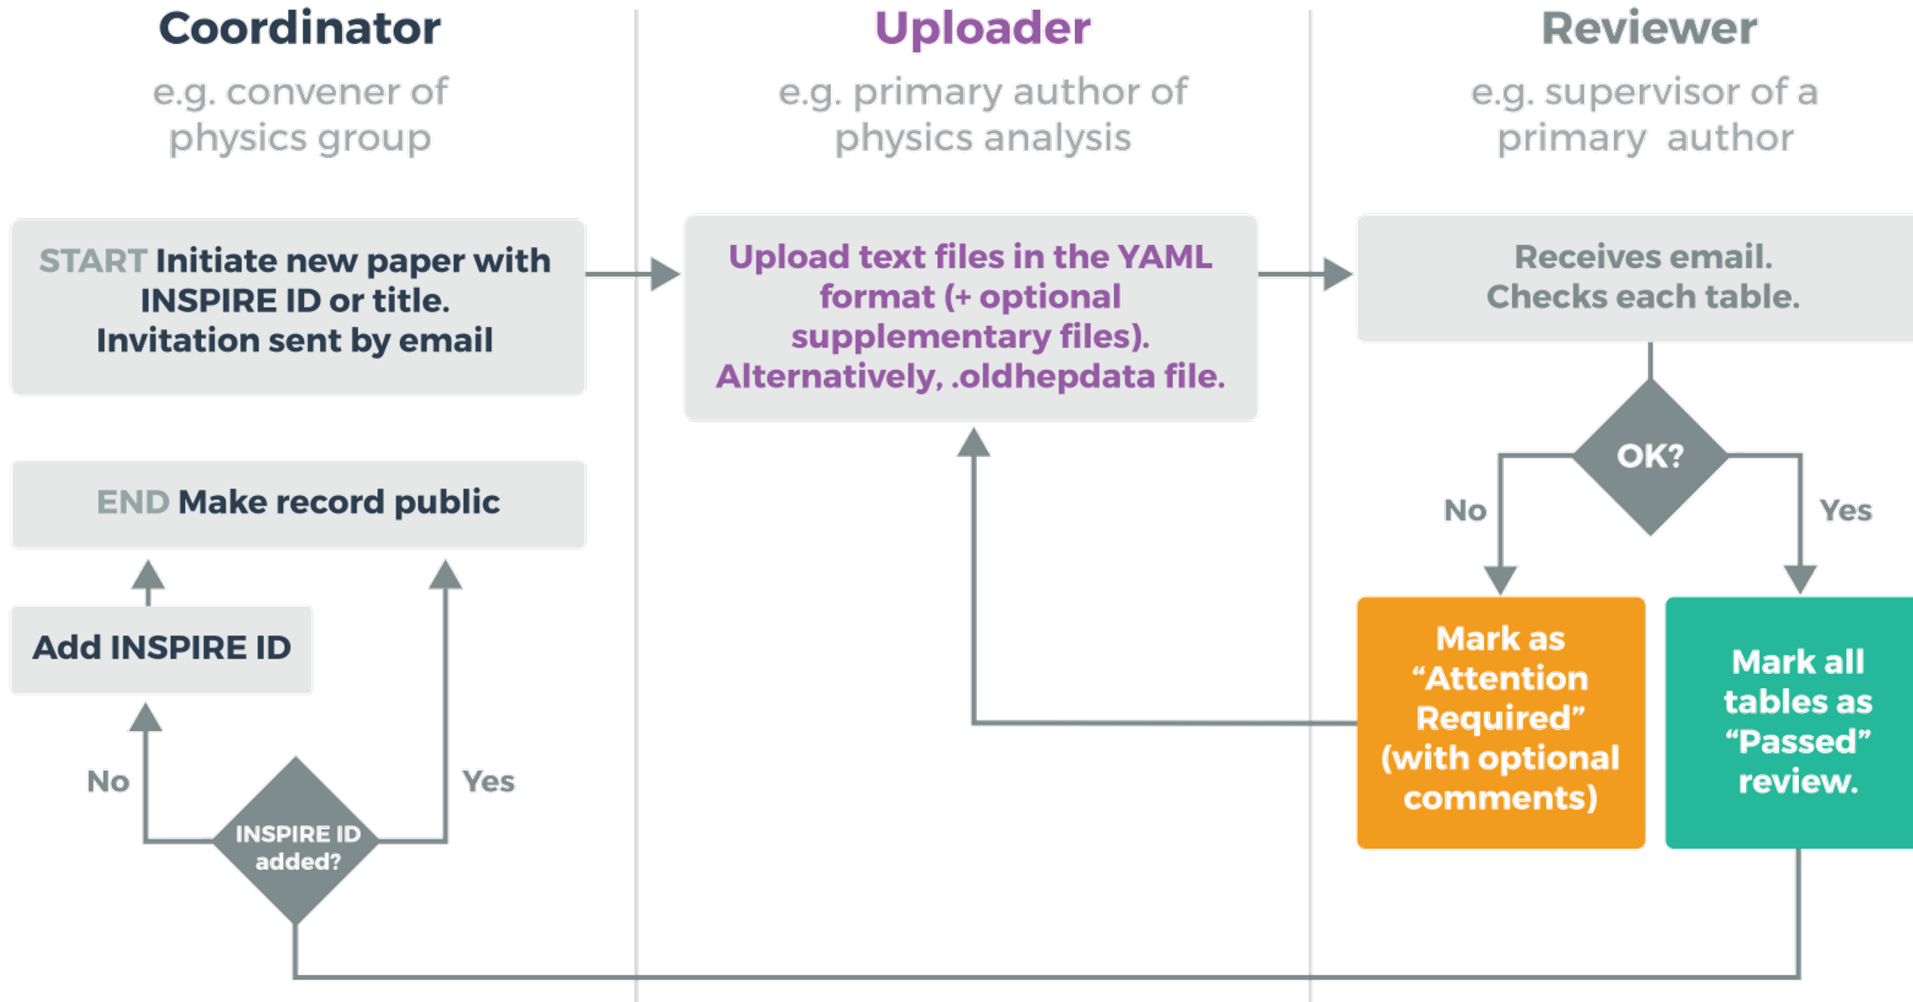 Coordinator
e.g. convener of
physics group
START Initiate new paper with
INSPIRE ID or title.
Invitation sent by email
END Make record public
Add INSPIRE ID
No
Yes
INSPIRE ID
added?
Uploader
e.g. primary author of
physics analysis
Upload text files in the YAML
format (+ optional
supplementary files).
Alternatively, .oldhepdata file.
Reviewer
e.g. supervisor of a
primary author
Receives email.
Checks each table.
OK?
No
Yes
Mark as
“Attention
Required”
(with optional
comments)
Mark all
tables as
“Passed”
review.